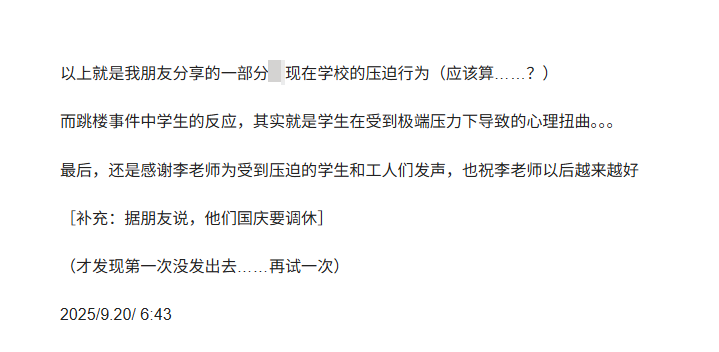 以上就是我朋友分享的一部分 现在学校的压迫行为（应该算……？）
而跳楼事件中学生的反应，其实就是学生在受到极端压力下导致的心理扭曲。。。
最后，还是感谢李老师为受到压迫的学生和工人们发声，也祝李老师以后越来越好
［补充：据朋友说，他们国庆要调休］
（才发现第一次没发出去……再试一次）
2025/9.20/ 6:43